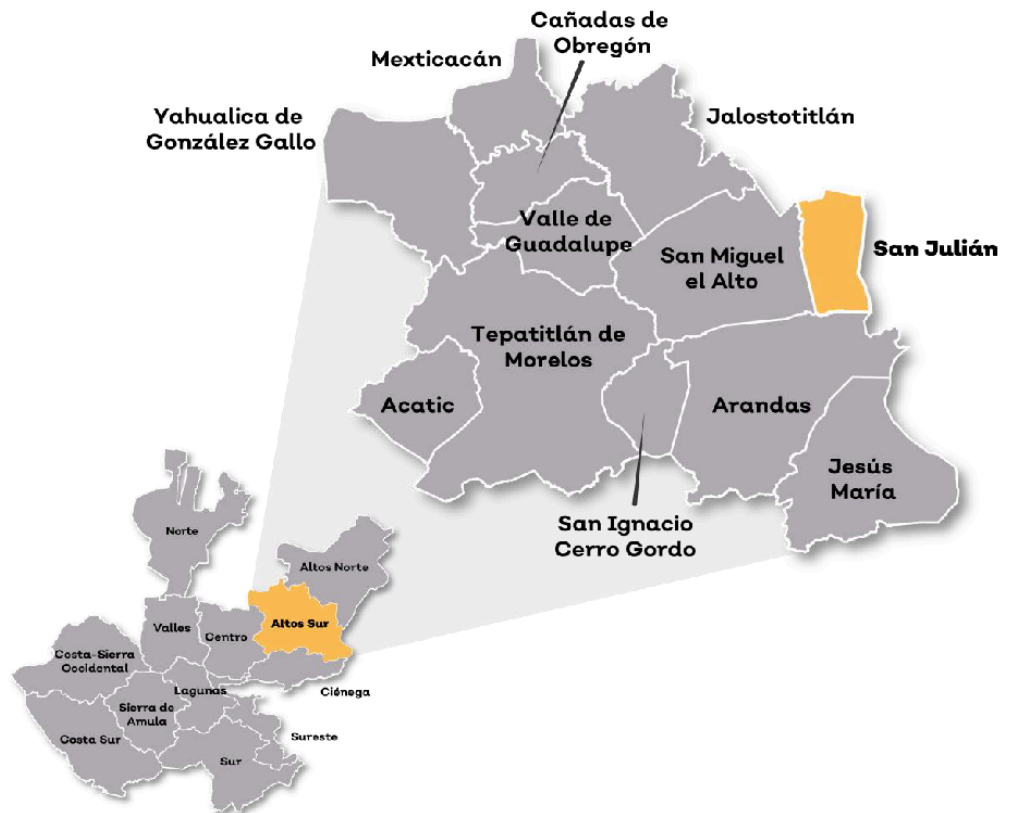 Cañadas de
Obregón
Mexticacán
Yahualica de
González Gallo
Jalostotitlán
Valle de
Guadalupe
San Miguel
el Alto
San Julián
Tepatitlán de
Morelos
Acatic
Arandas
Jesús
María
San Ignacio
Cerro Gordo
Norte
Altos Norte
Altos Sur
Valles
Centro
Costa-Sierra
Occidental
Lagunas
Ciénega
Sierra de
Amula
Costa Sur
Sureste
Sur